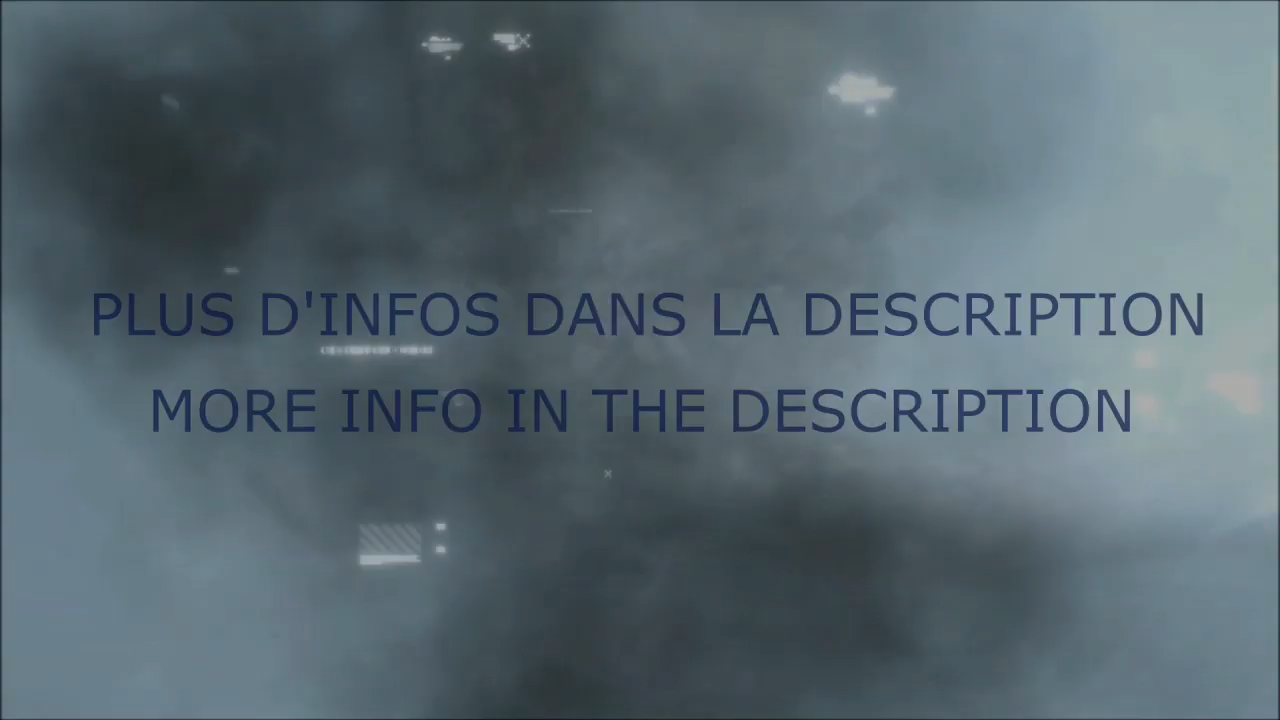 PLUS D'INFOS DANS LA DESCRIPTION
MORE INFO IN THE DESCRIPTION